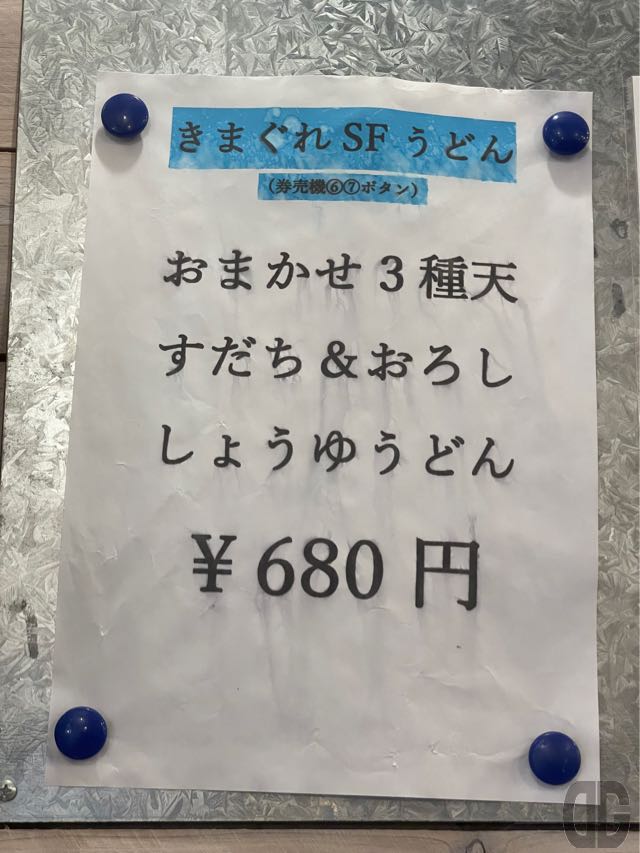 きまぐれSFうどん
(券売機⑥⑦ボタン)
おまかせ3種天
すだち&おろし
しょうゆうどん
¥680円